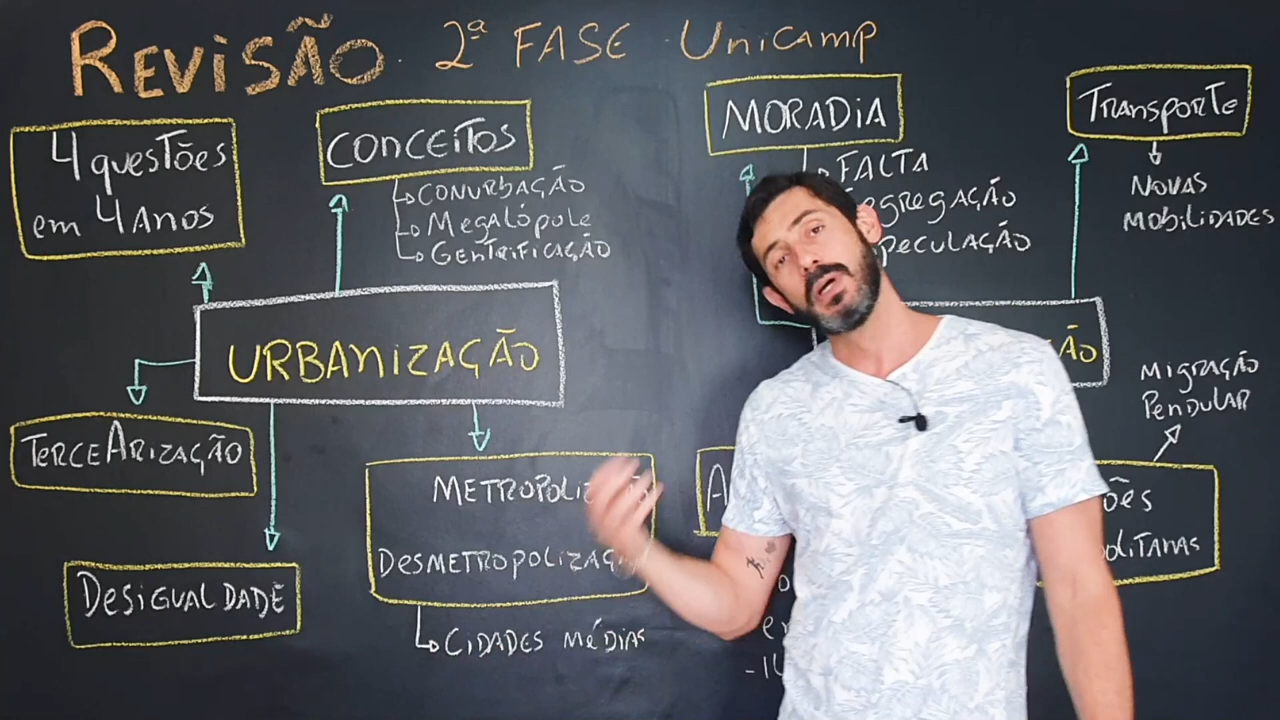 REVISÃO. 2ª FASE. Unicamp
4 questões
em 4 Anos
CONCEITOS
CONURBAÇÃO
MEGALÓPOLE
GENTRIFICAÇÃO
URBANIZAÇÃO
TERCEARIZAÇÃO
DESIGUALDADE
DESMETROPOLIZAÇÃO
CIDADES MÉDIAS
MORADIA
FALTA
Transporte
NOVAS
MOBILIDADES
MIGRAÇÃO
PENDULAR